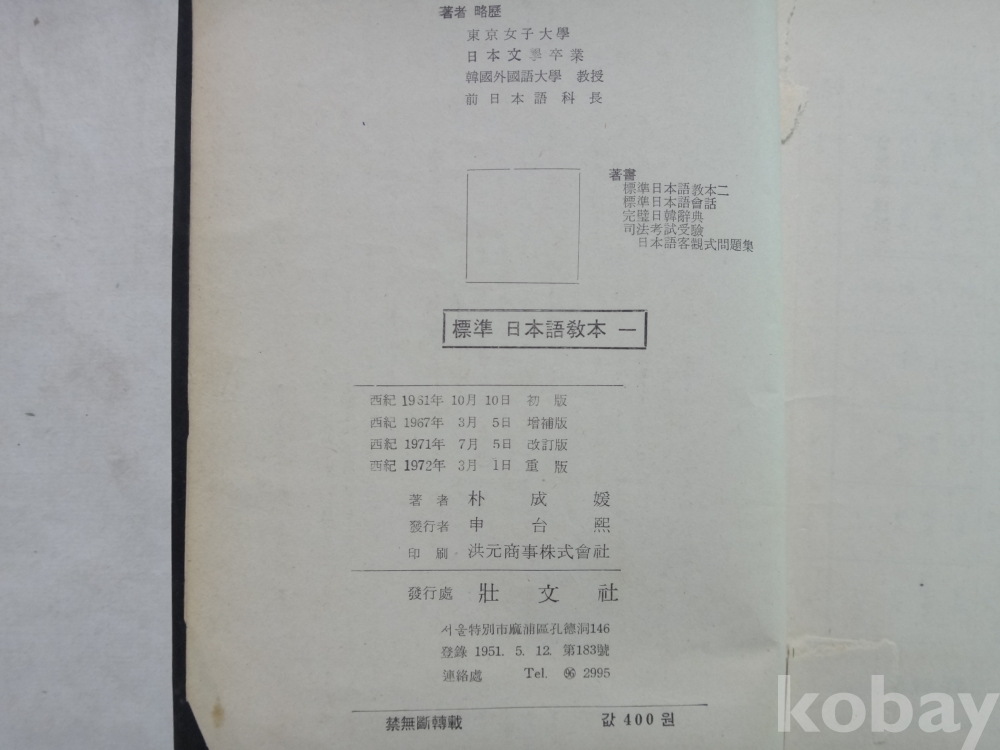 著者 略歷
東京女子大學
日本文學卒業
韓國外國語大學 敎授
前日本語科長
著書
標準日本語敎本二
標準日本語會話
完璧日韓辭典
司法考試受驗
日本語客觀式問題集
標準 日本語敎本 一
西紀 1961年 10月 10日 初版
西紀 1967年 3月 5日 增補版
西紀 1971年 7月 5日 改訂版
西紀 1972年 3月 1日 重版
著者 朴成媛
發行者 申台熙
印刷 洪元商事株式會社
發行處 壯文社
서울特別市麻浦區孔德洞146
登錄 1951. 5. 12. 第183號
連絡處 Tel. 96 2995
禁無斷轉載 값 400원
kobay